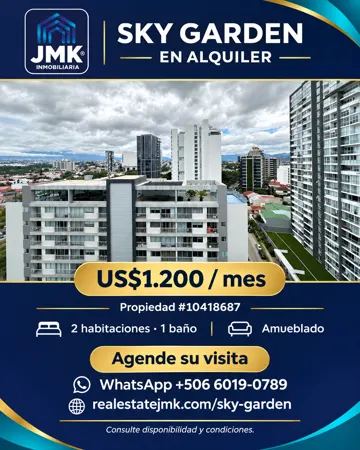 JMK®
INMOBILIARIA
SKY GARDEN
EN ALQUILER
US$1.200 / mes
Propiedad #10418687
2 habitaciones • 1 baño
Amueblado
Agende su visita
WhatsApp +506 6019-0789
realestatejmk.com/sky-garden
Consulte disponibilidad y condiciones.